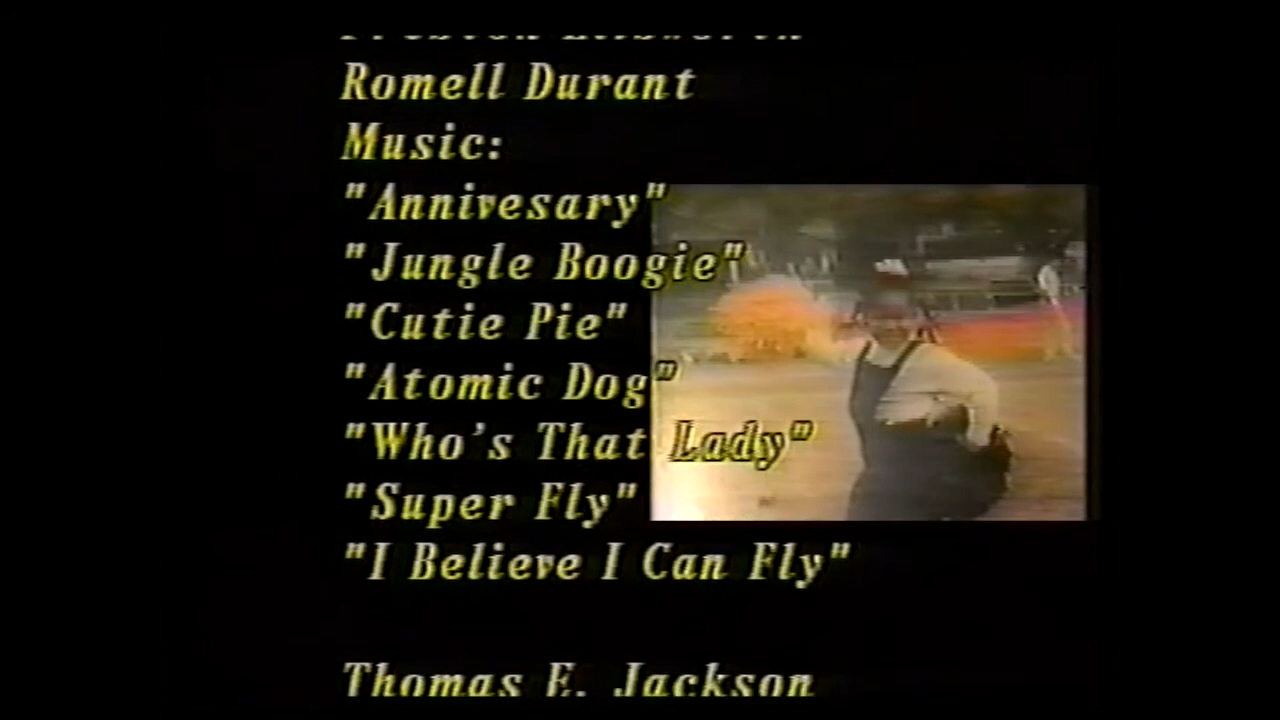 Romell Durant
Music:
"Annivesary"
"Jungle Boogie"
"Cutie Pie"
"Atomic Dog"
"Who's That Lady"
"Super Fly"
"I Believe I Can Fly"
Thomas E. Jackson